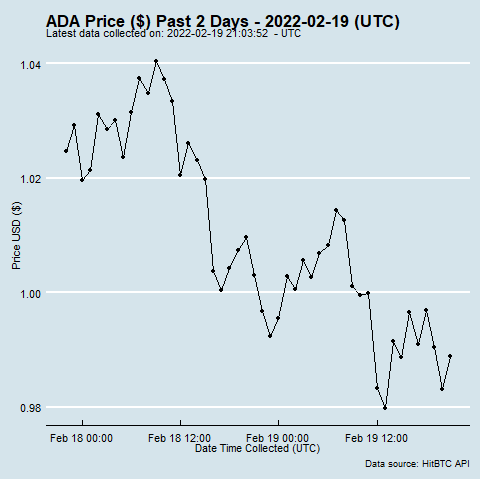 ADA Price ($) Past 2 Days - 2022-02-19 (UTC)
Latest data collected on: 2022-02-19 21:03:52  - UTC
1.04
1.02
1.00
0.98
Price USD ($)
Feb 18 00:00
Feb 18 12:00
Feb 19 00:00
Feb 19 12:00
Date Time Collected (UTC)
Data source: HitBTC API